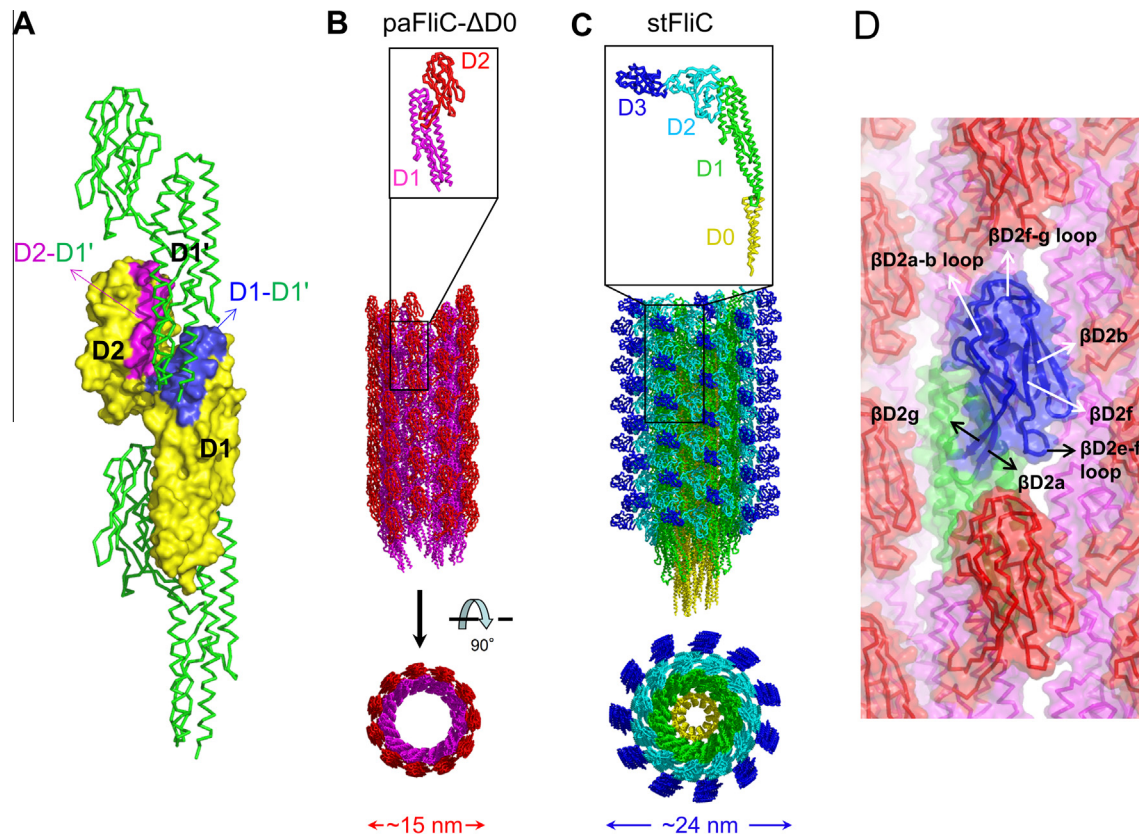 A
D1'
D2-D1'
D1-D1'
D2
D1
B
paFliC-ΔD0
D2
D1
90°
~15 nm
C
stFliC
D3
D2
D1
D0
~24 nm
D
βD2f-g loop
βD2a-b loop
βD2b
βD2g
βD2f
βD2e-f
loop
βD2a